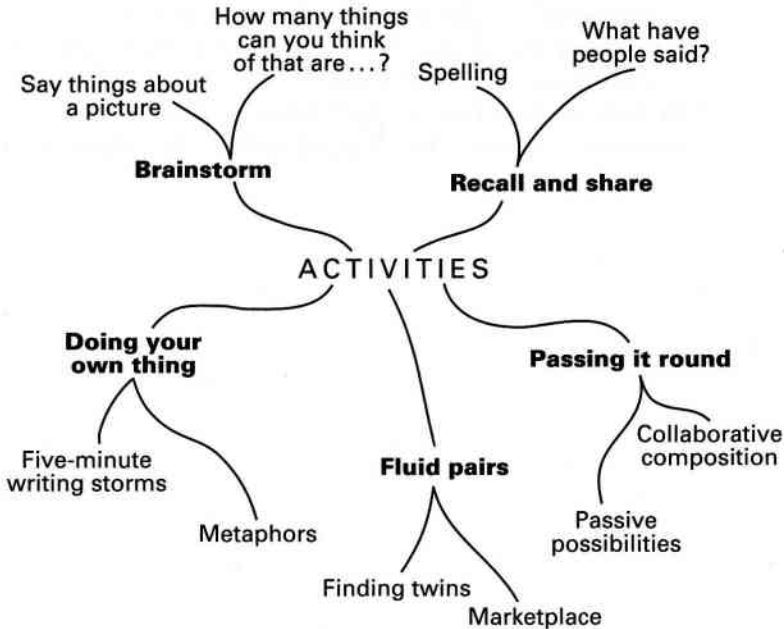 How many things
can you think
of that are...?
Say things about
a picture
Brainstorm
What have
people said?
Spelling
Recall and share
ACTIVITIES
Doing your
own thing
Five-minute
writing storms
Metaphors
Fluid pairs
Finding twins
Marketplace
Passing it round
Collaborative
composition
Passive
possibilities